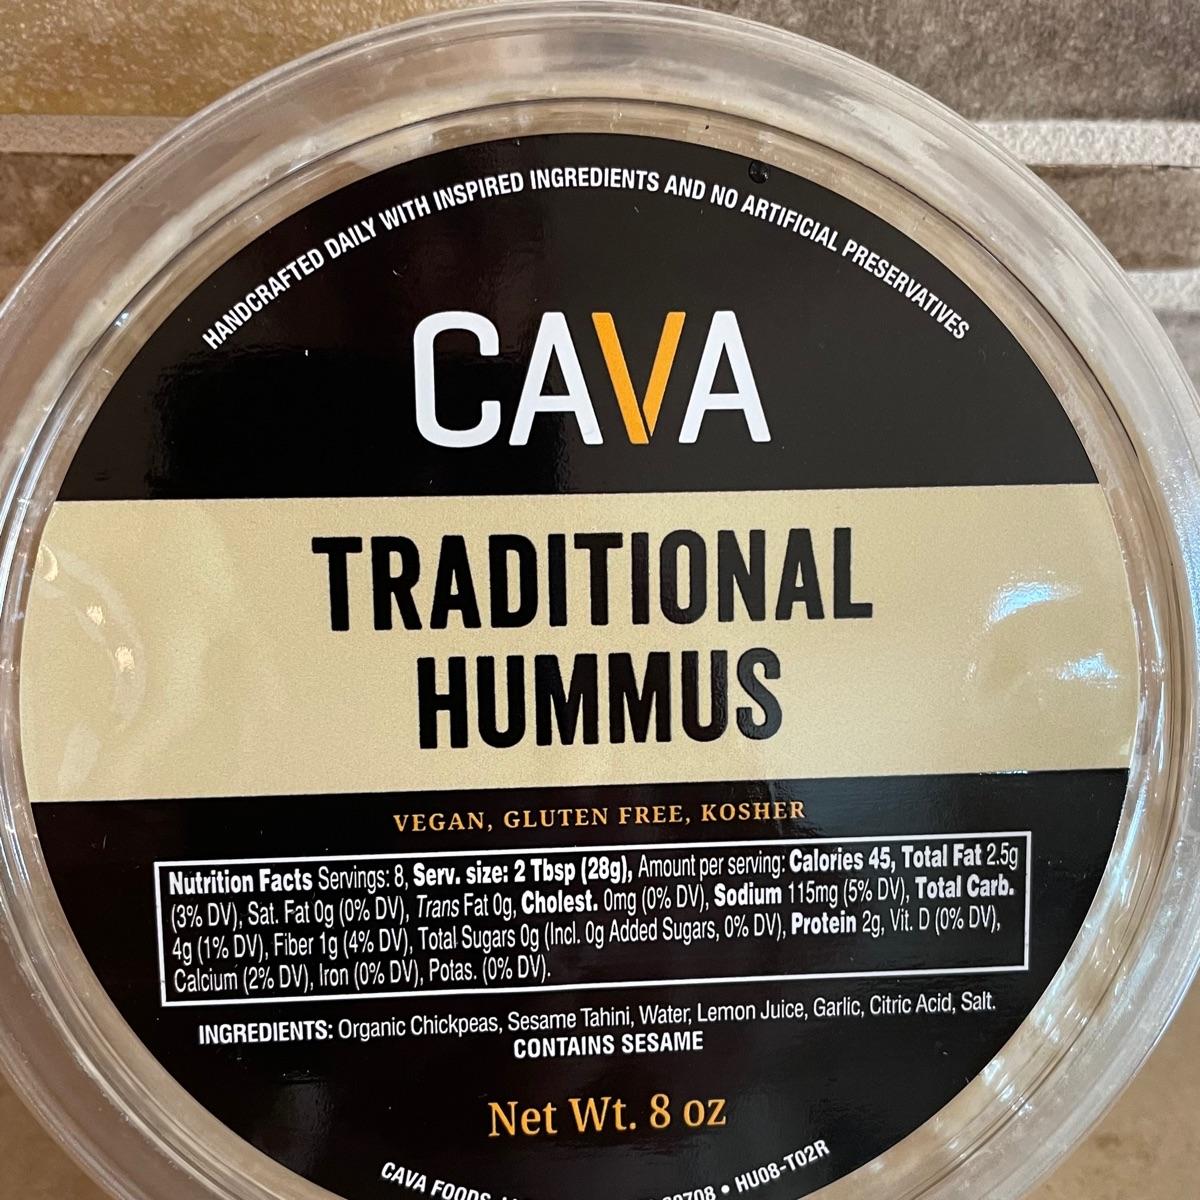 HANDCRAFTED DAILY WITH INSPIRED INGREDIENTS AND NO ARTIFICIAL PRESERVATIVES
CAVA
TRADITIONAL
HUMMUS
VEGAN, GLUTEN FREE, KOSHER
Nutrition Facts Servings: 8, Serv. size: 2 Tbsp (28g), Amount per serving: Calories 45, Total Fat 2.5g
(3% DV), Sat. Fat 0g (0% DV), Trans Fat 0g, Cholest. 0mg (0% DV), Sodium 115mg (5% DV), Total Carb.
4g (1% DV), Fiber 1g (4% DV), Total Sugars 0g (Incl. 0g Added Sugars, 0% DV), Protein 2g, Vit. D (0% DV),
Calcium (2% DV), Iron (0% DV), Potas. (0% DV).
INGREDIENTS: Organic Chickpeas, Sesame Tahini, Water, Lemon Juice, Garlic, Citric Acid, Salt.
CONTAINS SESAME
Net Wt. 8 oz
CAVA FOODS • HU08-T02R